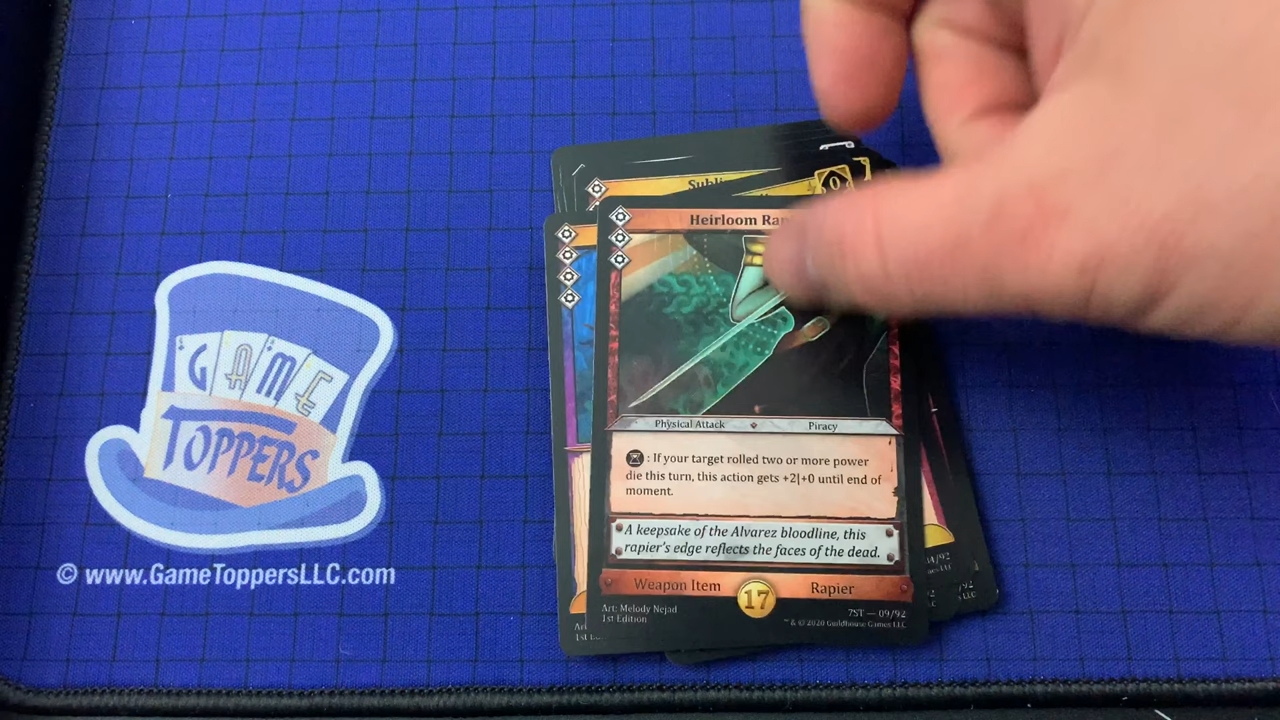 GAME
TOPPERS
© www.GameToppersLLC.com
0
Heirloom
Physical Attack
Piracy
: If your target rolled two or more power
die this turn, this action gets +2|+0 until end of
moment.
A keepsake of the Alvarez bloodline, this
rapier's edge reflects the faces of the dead.
Weapon Item
17
Rapier
Art: Melody Nejad
1st Edition
7ST — 09/92
™ & © 2020 Guildhouse Games LLC